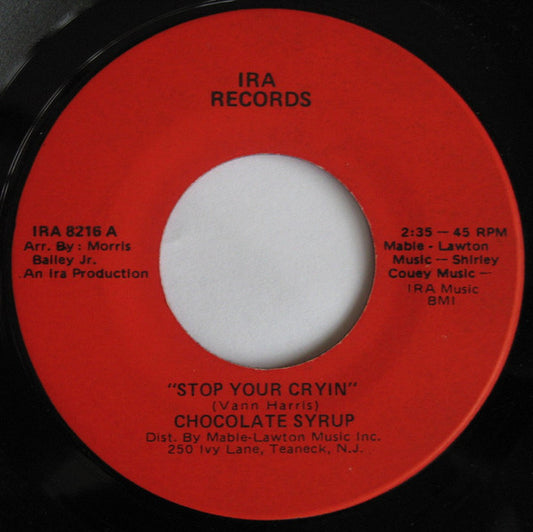 IRA
RECORDS
IRA 8216 A
Arr. By : Morris
Bailey Jr.
An Ira Production
2:35 — 45 RPM
Mable - Lawton
Music — Shirley
Couey Music —
IRA Music
BMI
"STOP YOUR CRYIN"
(Vann Harris)
CHOCOLATE SYRUP
Dist. By Mable-Lawton Music Inc.
250 Ivy Lane, Teaneck, N.J.